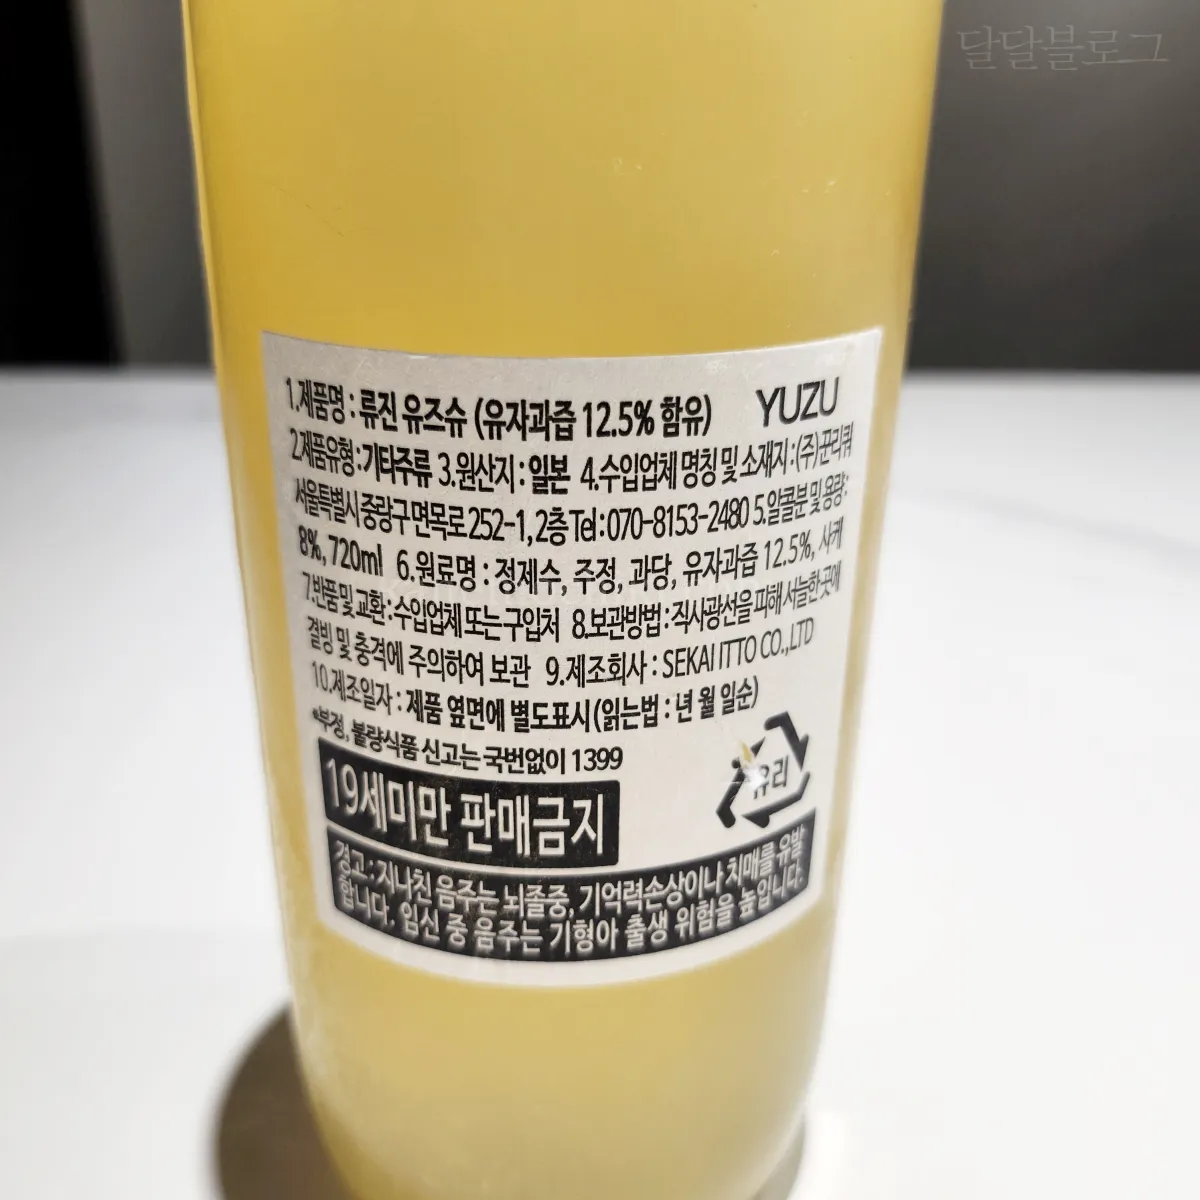 달달블로그
1.제품명 : 류진 유즈슈 (유자과즙 12.5% 함유) YUZU
2.제품유형 : 기타주류 3.원산지 : 일본 4.수입업체 명칭 및 소재지 : (주)꾼리쿼
서울특별시 중랑구 면목로 252-1, 2층 Tel : 070-8153-2480 5.알콜분 및 용량 :
8%, 720ml 6.원료명 : 정제수, 주정, 과당, 유자과즙 12.5%, 사케
7.반품 및 교환 : 수입업체 또는 구입처 8.보관방법 : 직사광선을 피해 서늘한 곳에
결빙 및 충격에 주의하여 보관 9.제조회사 : SEKAI ITTO CO.,LTD
10.제조일자 : 제품 옆면에 별도표시 (읽는법 : 년 월 일순)
*부정, 불량식품 신고는 국번없이 1399
유리
19세미만 판매금지
경고 : 지나친 음주는 뇌졸중, 기억력손상이나 치매를 유발
합니다. 임신 중 음주는 기형아 출생 위험을 높입니다.